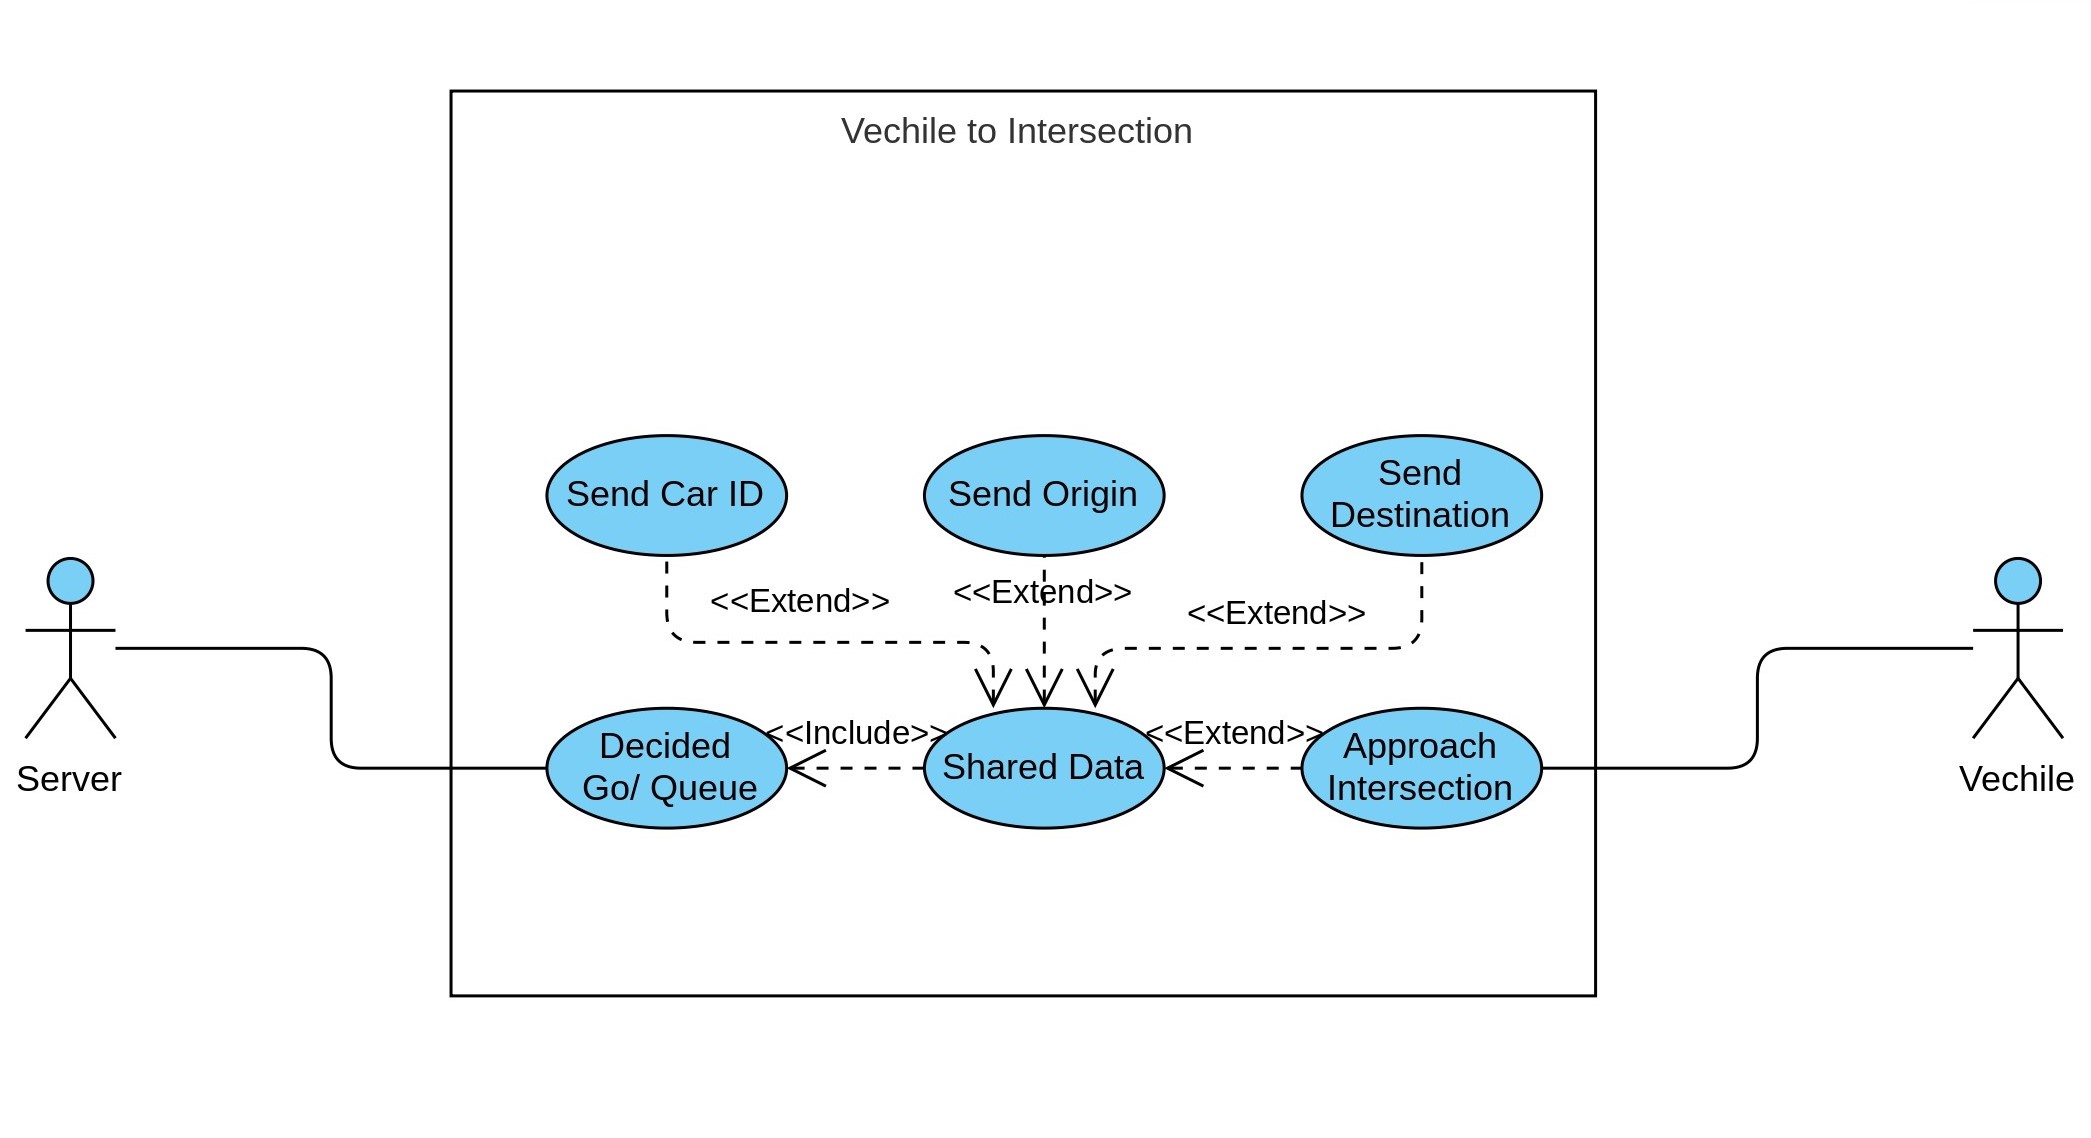 Vechile to Intersection
Send Car ID
Send Origin
Send
Destination
<<Extend>>
<<Extend>>
<<Extend>>
Server
Decided
Go/ Queue
<<Include>>
Shared Data
<<Extend>>
Approach
Intersection
Vechile